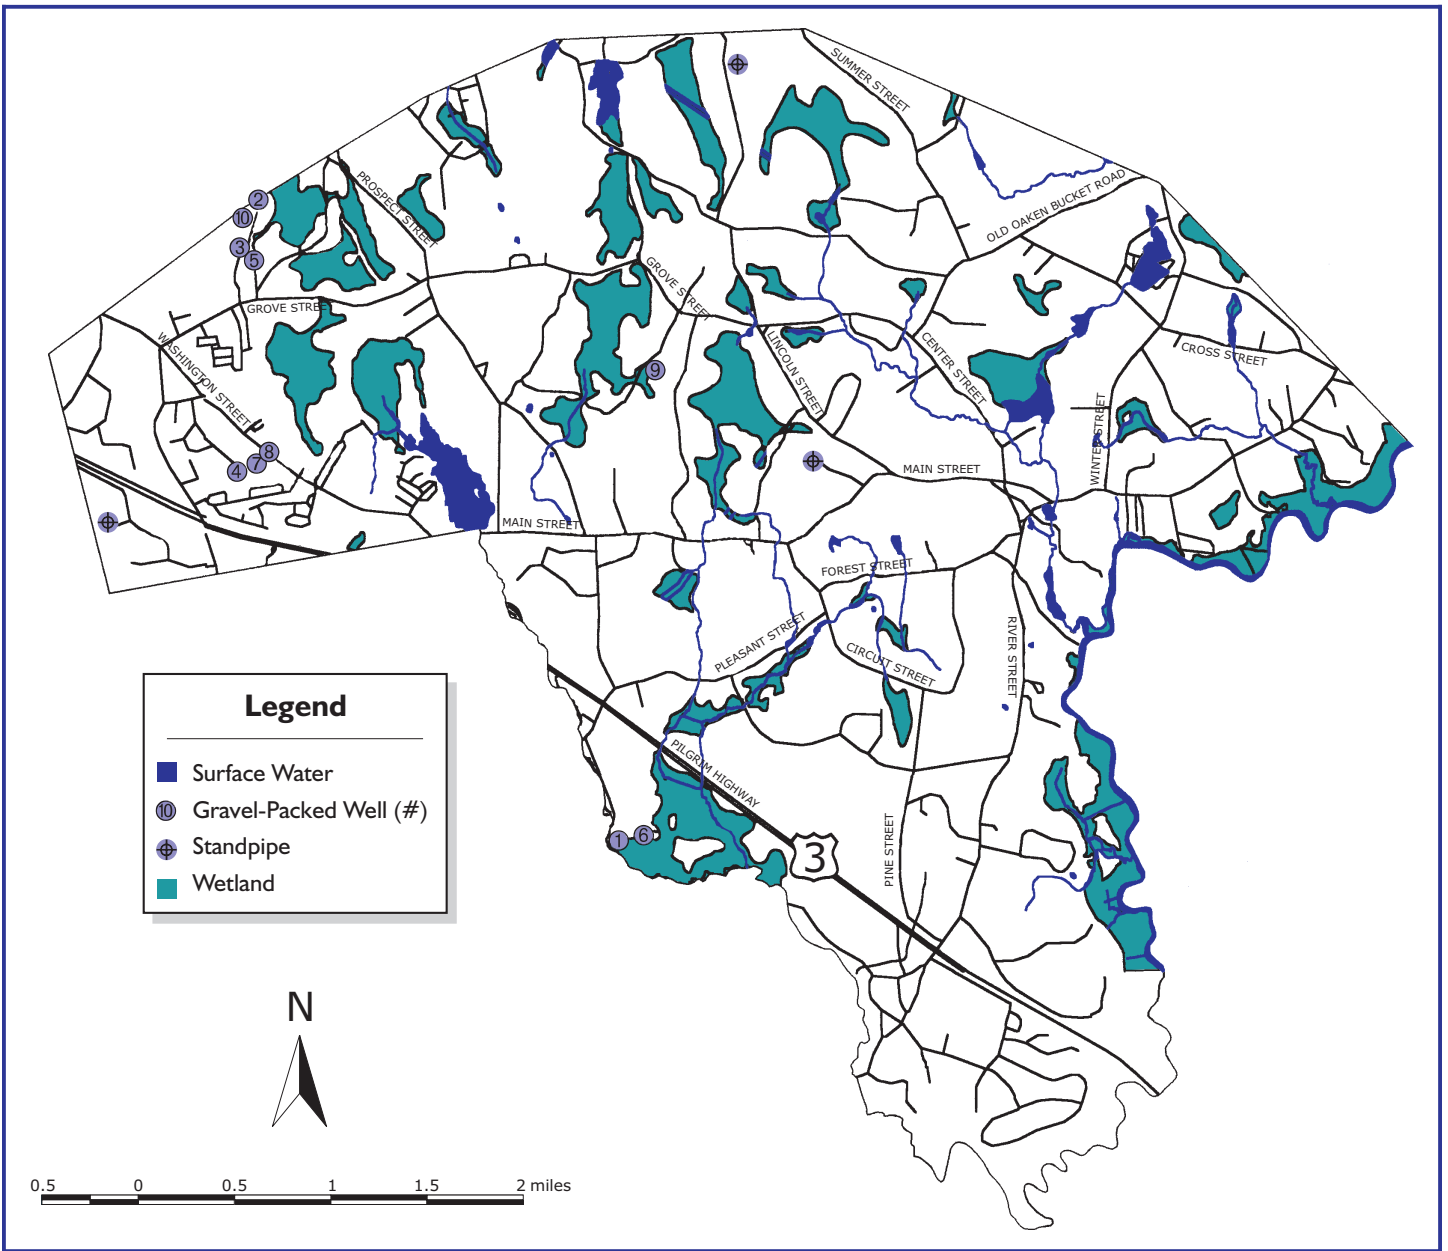 SUMMER STREET
PROSPECT STREET
OLD OAKEN BUCKET ROAD
2
10
3
5
GROVE STREET
GROVE STREET
WASHINGTON STREET
LINCOLN STREET
CENTER STREET
CROSS STREET
9
WINTER STREET
8
7
4
MAIN STREET
MAIN STREET
FOREST STREET
PLEASANT STREET
CIRCUIT STREET
RIVER STREET
PILGRIM HIGHWAY
1
6
3
PINE STREET
Legend
Surface Water
10 Gravel-Packed Well (#)
Standpipe
Wetland
N
0.5 0 0.5 1 1.5 2 miles